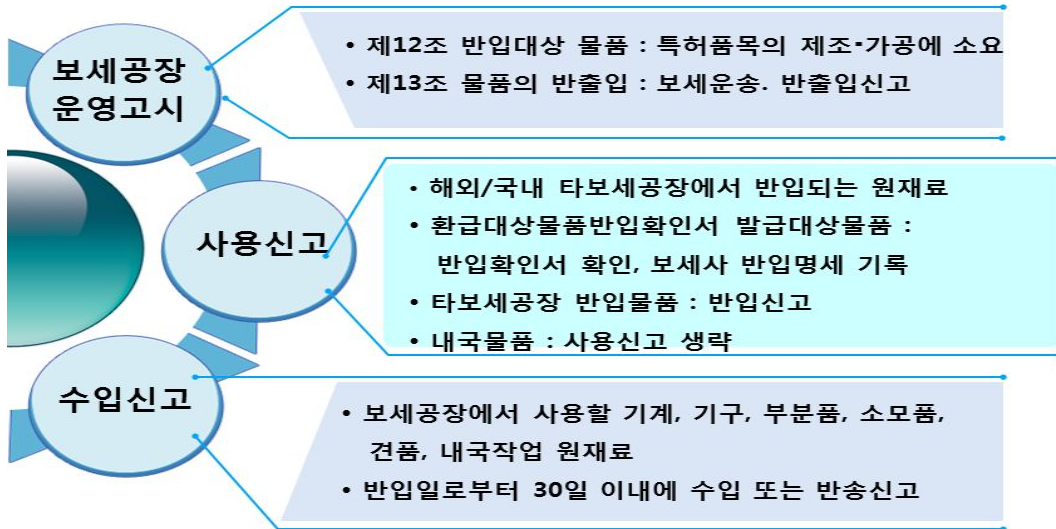 보세공장
운영고시
• 제12조 반입대상 물품 : 특허품목의 제조·가공에 소요
• 제13조 물품의 반출입 : 보세운송. 반출입신고
사용신고
• 해외/국내 타보세공장에서 반입되는 원재료
• 환급대상물품반입확인서 발급대상물품 :
반입확인서 확인, 보세사 반입명세 기록
• 타보세공장 반입물품 : 반입신고
• 내국물품 : 사용신고 생략
수입신고
• 보세공장에서 사용할 기계, 기구, 부분품, 소모품,
견품, 내국작업 원재료
• 반입일로부터 30일 이내에 수입 또는 반송신고